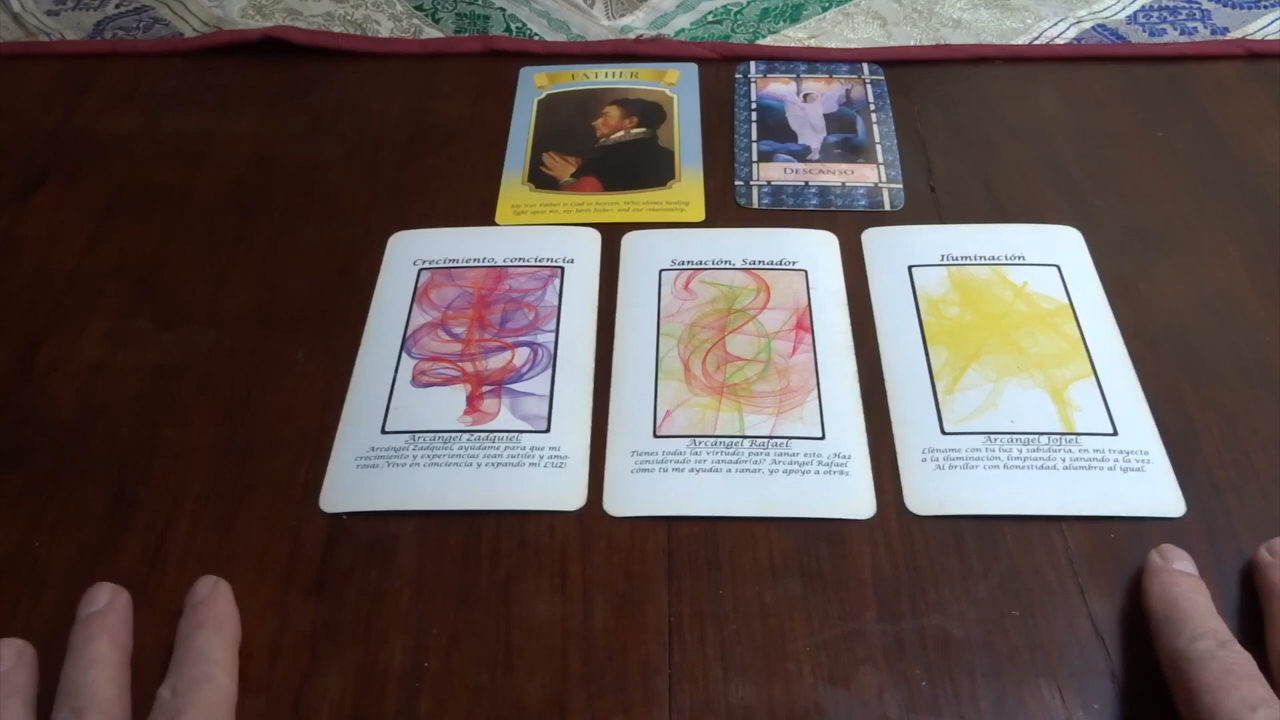 FATHER
My true Father is God in heaven, Who shines healing
light upon me, my birth father, and our relationship.
DESCANSO
Crecimiento, conciencia
Arcángel Zadquiel:
Arcángel Zadquiel, ayúdame para que mi
crecimiento y experiencias sean sutiles y amo-
rosas. Vivo en conciencia y expando mi LUZ!
Sanación, Sanador
Arcángel Rafael:
Tienes todas las virtudes para sanar esto. ¿Haz
considerado ser sanador(a)? Arcángel Rafael
cómo tú me ayudas a sanar, yo apoyo a otr@s.
Iluminación
Arcángel Jofiel:
Lléname con tu luz y sabiduría, en mi trayecto
a la iluminación, limpiando y sanando a la vez.
Al brillar con honestidad, alumbro al igual.